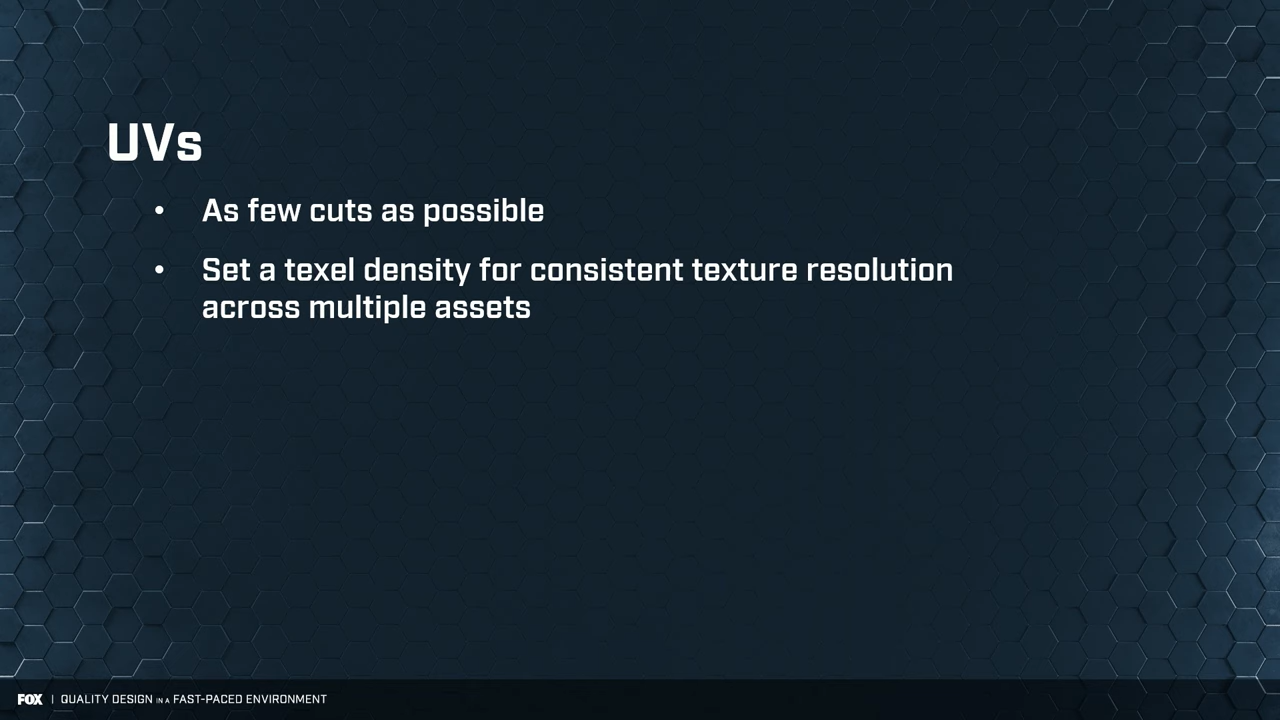 UVs
• As few cuts as possible
• Set a texel density for consistent texture resolution
across multiple assets
FOX | QUALITY DESIGN IN A FAST-PACED ENVIRONMENT